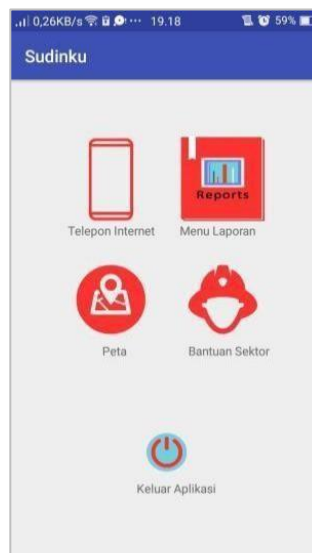 0,26KB/s ... 19.18 59%
Sudinku
Reports
Telepon Internet Menu Laporan
Peta Bantuan Sektor
Keluar Aplikasi